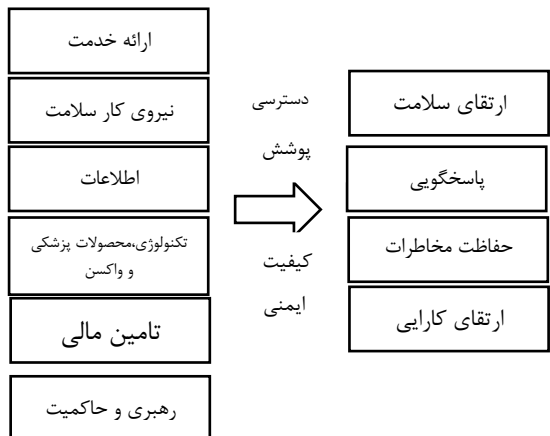 ارائه خدمت
نیروی کار سلامت
اطلاعات
تکنولوژی،محصولات پزشکی
و واکسن
تامین مالی
رهبری و حاکمیت
دسترسی
پوشش
کیفیت
ایمنی
ارتقای سلامت
پاسخگویی
حفاظت مخاطرات
ارتقای کارایی